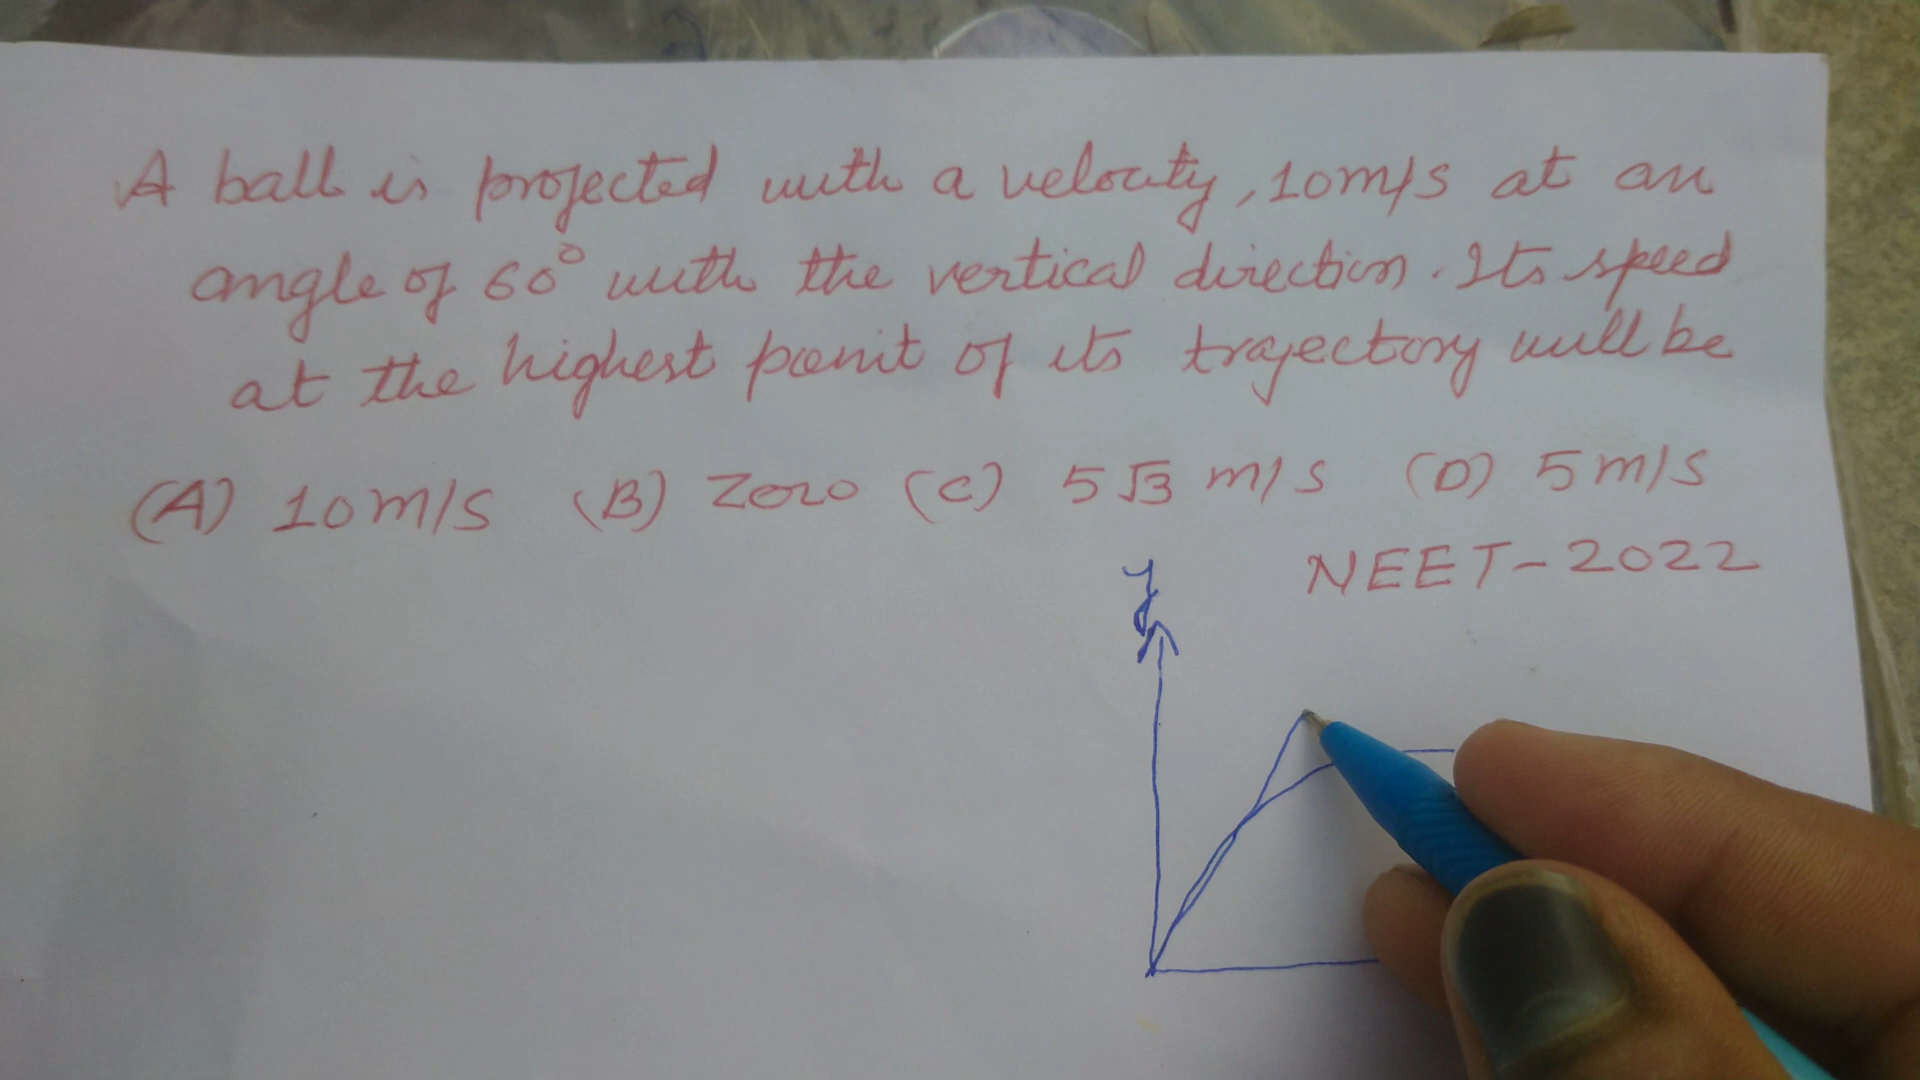 A ball is projected with a velocity, 10m/s at an
angle of 60° with the vertical direction. Its speed
at the highest point of its trajectory will be
(A) 10m/s (B) Zero (C) 5√3 m/s (D) 5m/s
NEET-2022
y